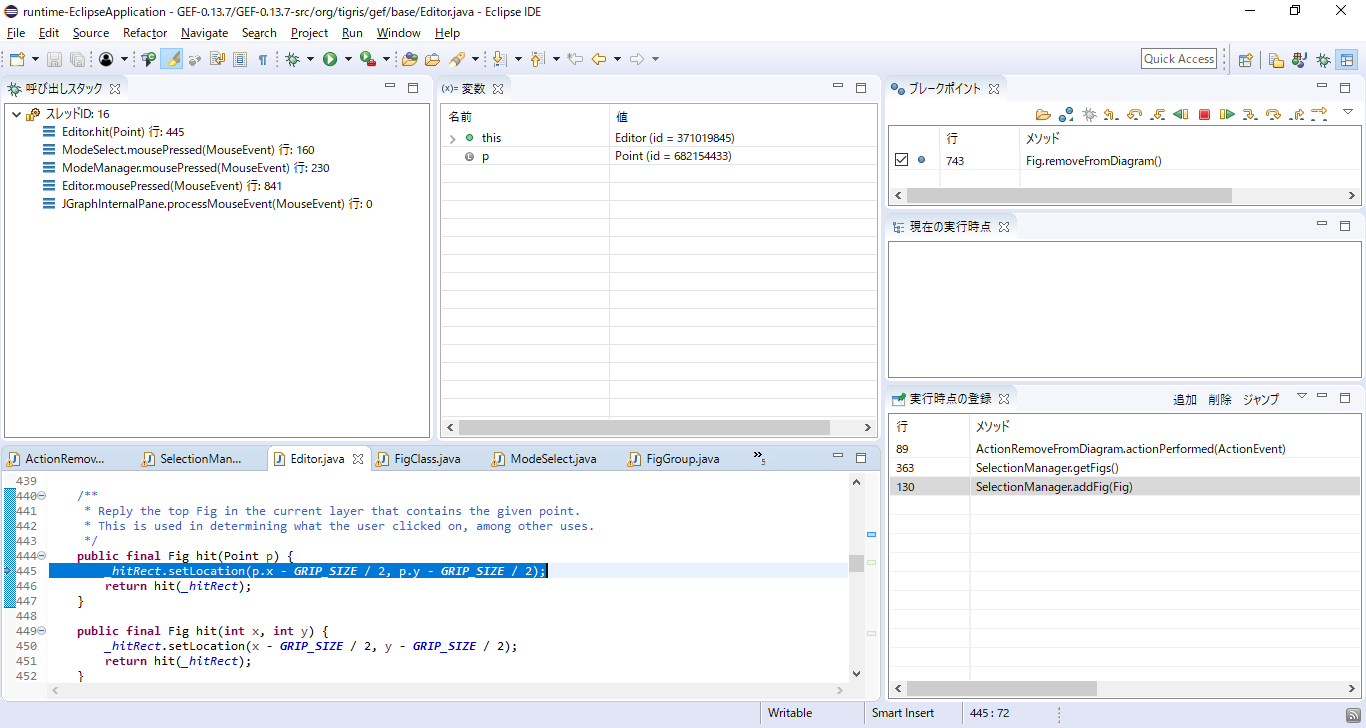 runtime-EclipseApplication - GEF-0.13.7/GEF-0.13.7-src/org/tigris/gef/base/Editor.java - Eclipse IDE
File Edit Source Refactor Navigate Search Project Run Window Help
Quick Access
呼び出しスタック
スレッドID: 16
Editor.hit(Point) 行: 445
ModeSelect.mousePressed(MouseEvent) 行: 160
ModeManager.mousePressed(MouseEvent) 行: 230
Editor.mousePressed(MouseEvent) 行: 841
JGraphInternalPane.processMouseEvent(MouseEvent) 行: 0
(x)= 変数
名前 値
this Editor (id = 371019845)
p Point (id = 682154433)
ブレークポイント
行 メソッド
743 Fig.removeFromDiagram()
現在の実行時点
実行時点の登録 追加 削除 ジャンプ
行 メソッド
89 ActionRemoveFromDiagram.actionPerformed(ActionEvent)
363 SelectionManager.getFigs()
130 SelectionManager.addFig(Fig)
ActionRemov... SelectionMan... Editor.java FigClass.java ModeSelect.java FigGroup.java »5
439
440 /**
441 * Reply the top Fig in the current layer that contains the given point.
442 * This is used in determining what the user clicked on, among other uses.
443 */
444 public final Fig hit(Point p) {
445 _hitRect.setLocation(p.x - GRIP_SIZE / 2, p.y - GRIP_SIZE / 2);
446 return hit(_hitRect);
447 }
448
449 public final Fig hit(int x, int y) {
450 _hitRect.setLocation(x - GRIP_SIZE / 2, y - GRIP_SIZE / 2);
451 return hit(_hitRect);
452 }
Writable Smart Insert 445 : 72